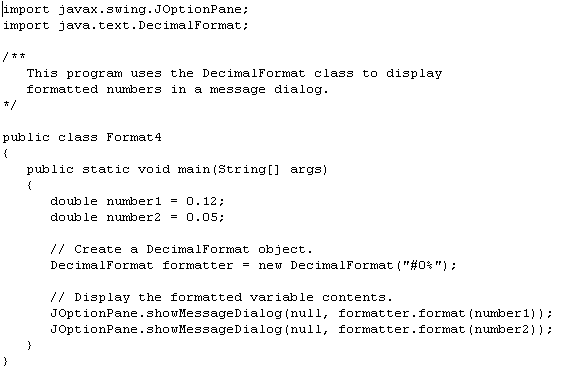 import javax.swing.JOptionPane;
import java.text.DecimalFormat;

/**
   This program uses the DecimalFormat class to display
   formatted numbers in a message dialog.
*/

public class Format4
{
   public static void main(String[] args)
   {
      double number1 = 0.12;
      double number2 = 0.05;

      // Create a DecimalFormat object.
      DecimalFormat formatter = new DecimalFormat("#0%");

      // Display the formatted variable contents.
      JOptionPane.showMessageDialog(null, formatter.format(number1));
      JOptionPane.showMessageDialog(null, formatter.format(number2));
   }
}